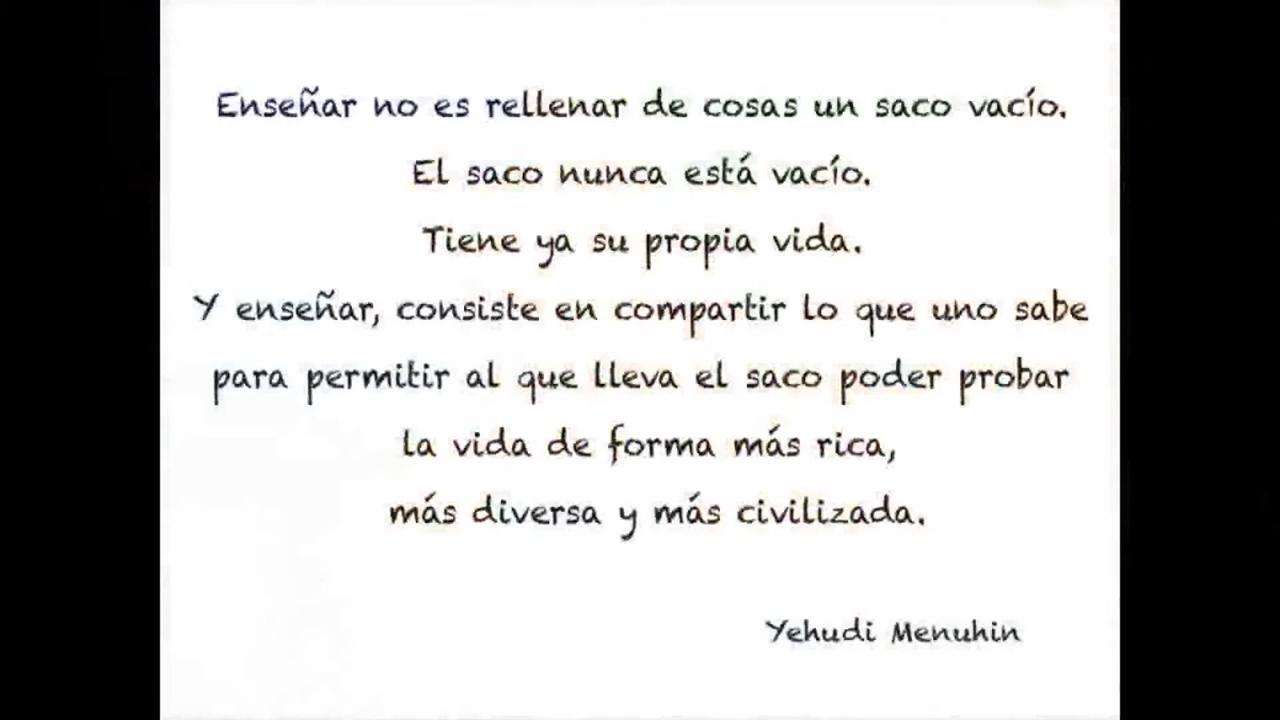 Enseñar no es rellenar de cosas un saco vacío.
El saco nunca está vacío.
Tiene ya su propia vida.
Y enseñar, consiste en compartir lo que uno sabe
para permitir al que lleva el saco poder probar
la vida de forma más rica,
más diversa y más civilizada.
Yehudi Menuhin